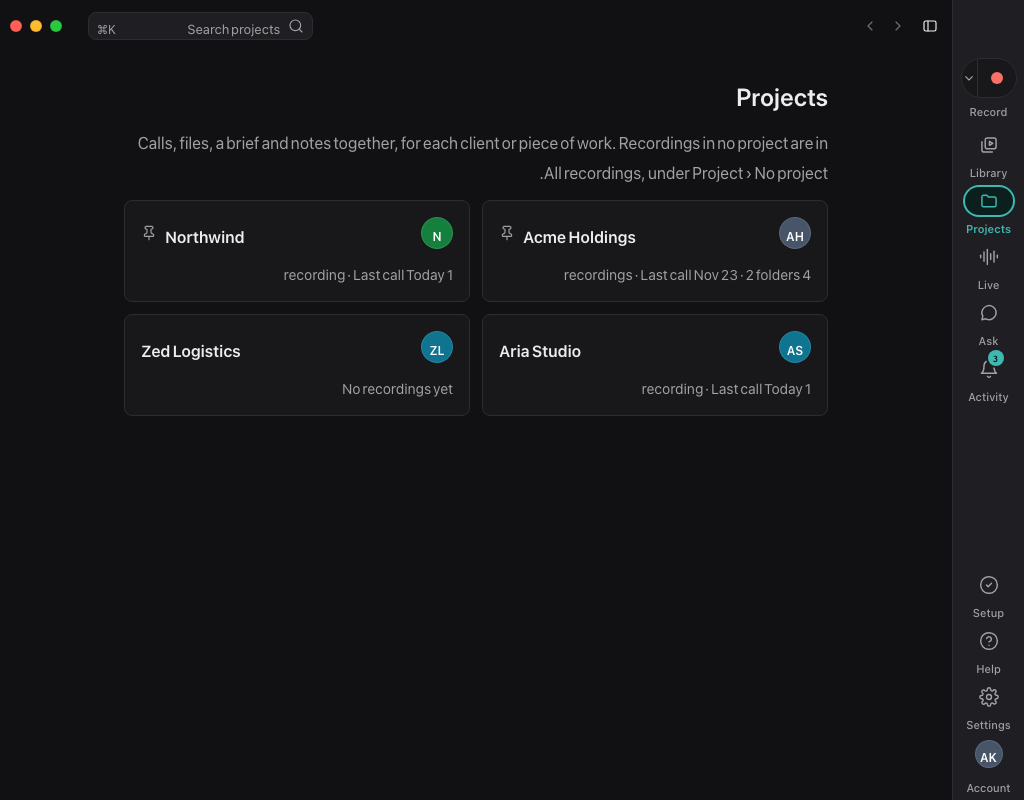 ⌘K Search projects
Record
Library
Projects
Live
Ask
3
Activity
Setup
Help
Settings
AK
Account
Projects
Calls, files, a brief and notes together, for each client or piece of work. Recordings in no project are in
.All recordings, under Project › No project
AH Acme Holdings
recordings · Last call Nov 23 · 2 folders 4
N Northwind
recording · Last call Today 1
AS Aria Studio
recording · Last call Today 1
ZL Zed Logistics
No recordings yet